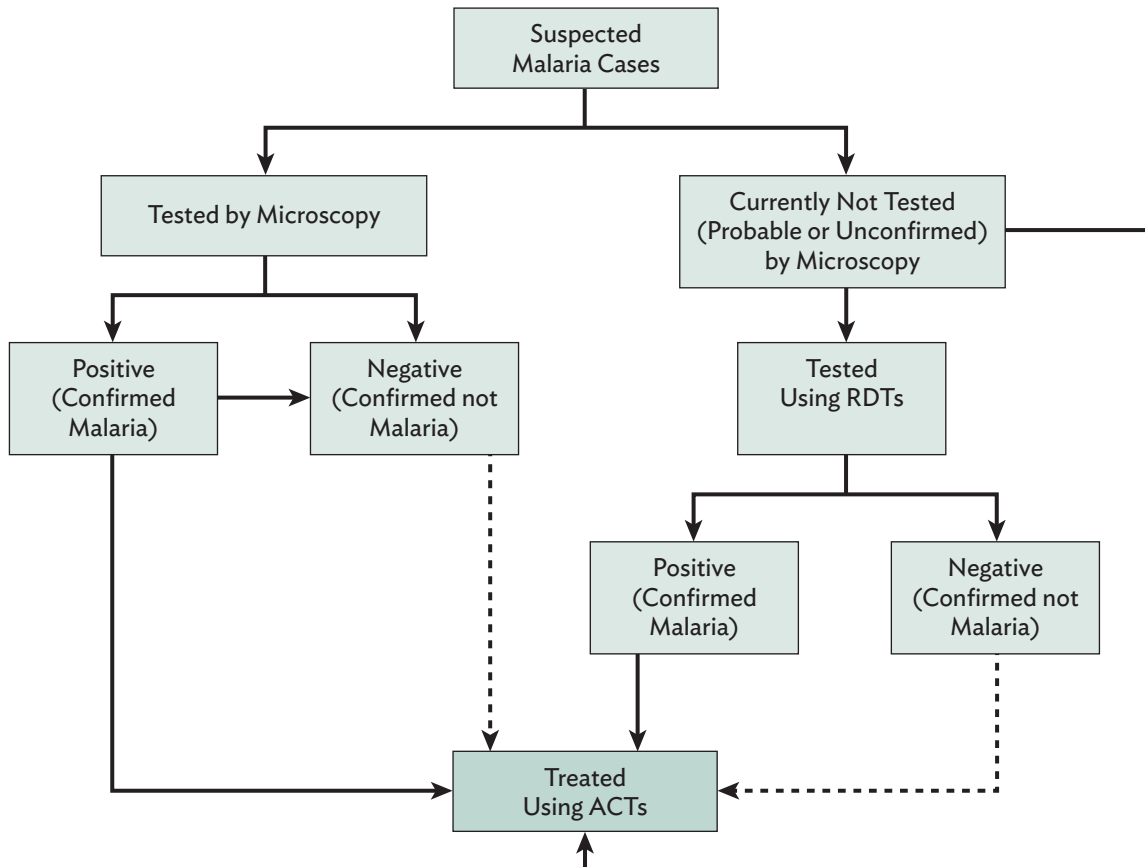 Suspected
Malaria Cases
Tested by Microscopy
Currently Not Tested
(Probable or Unconfirmed)
by Microscopy
Positive
(Confirmed
Malaria)
Negative
(Confirmed not
Malaria)
Tested
Using RDTs
Positive
(Confirmed
Malaria)
Negative
(Confirmed not
Malaria)
Treated
Using ACTs